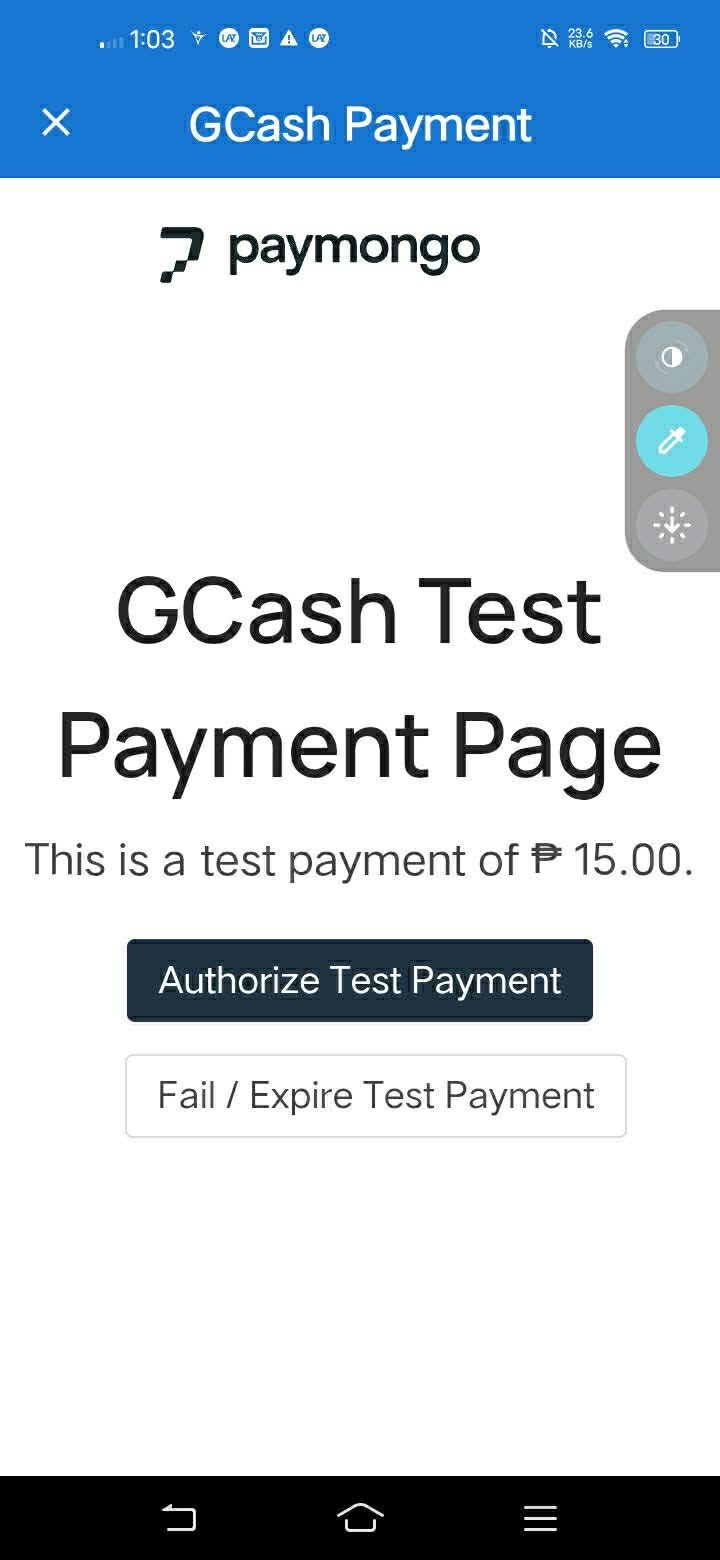 1:03
23.6
KB/s
30
GCash Payment
paymongo
GCash Test
Payment Page
This is a test payment of ₱ 15.00.
Authorize Test Payment
Fail / Expire Test Payment